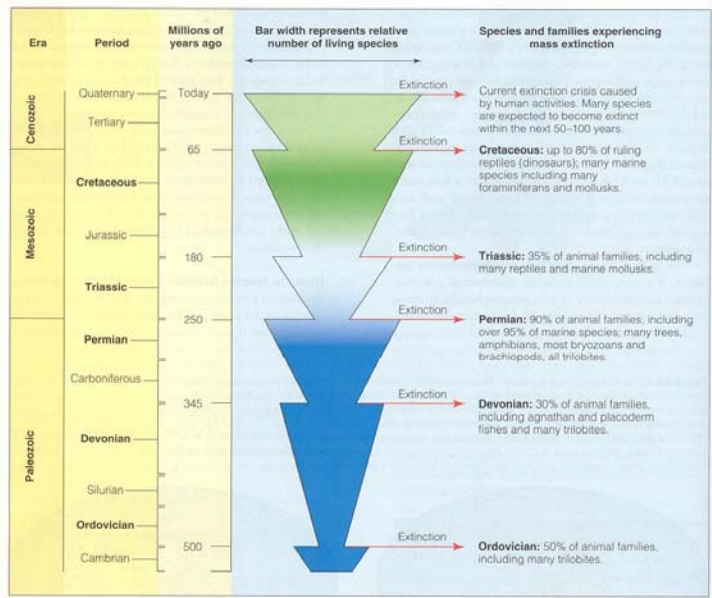 Era
Period
Millions of
years ago
Bar width represents relative
number of living species
Species and families experiencing
mass extinction
Cenozoic
Quaternary
Today
Extinction
Current extinction crisis caused
by human activities. Many species
are expected to become extinct
within the next 50–100 years.
Tertiary
65
Extinction
Cretaceous: up to 80% of ruling
reptiles (dinosaurs); many marine
species including many
foraminiferans and mollusks.
Mesozoic
Cretaceous
Jurassic
180
Extinction
Triassic: 35% of animal families, including
many reptiles and marine mollusks.
Triassic
250
Extinction
Permian: 90% of animal families, including
over 95% of marine species; many trees,
amphibians, most bryozoans and
brachiopods, all trilobites.
Paleozoic
Permian
Carboniferous
345
Extinction
Devonian: 30% of animal families,
including agnathan and placoderm
fishes and many trilobites.
Devonian
Silurian
Ordovician
500
Extinction
Ordovician: 50% of animal families,
including many trilobites.
Cambrian